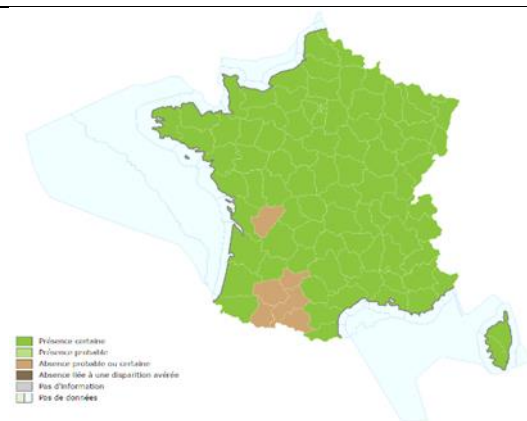 Présence certaine
Présence probable
Absence probable ou certaine
Absence liée à une disparition avérée
Pas d'information
Pas de données